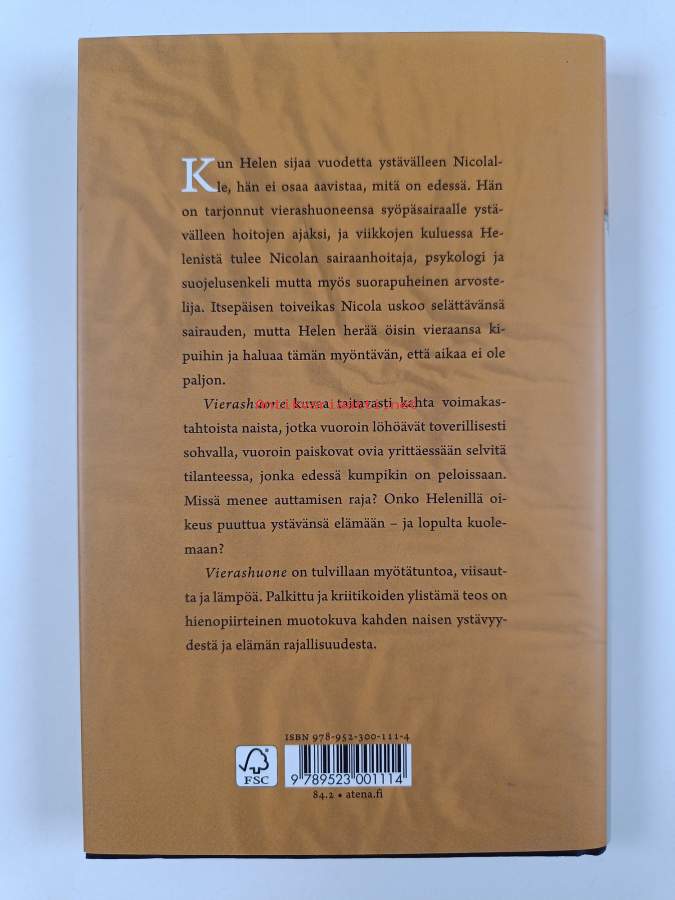 Kun Helen sijaa vuodetta ystävälleen Nicolal-
le, hän ei osaa aavistaa, mitä on edessä. Hän
on tarjonnut vierashuoneensa syöpäsairaalle ystä-
välleen hoitojen ajaksi, ja viikkojen kuluessa He-
lenistä tulee Nicolan sairaanhoitaja, psykologi ja
suojelusenkeli mutta myös suorapuheinen arvoste-
lija. Itsepäisen toiveikas Nicola uskoo selättävänsä
sairauden, mutta Helen herää öisin vieraansa ki-
puihin ja haluaa tämän myöntävän, että aikaa ei ole
paljon.
Vierashuone kuvaa taitavasti kahta voimakas-
Antikvariaatti.net
tahtoista naista, jotka vuoroin löhöävät toverillisesti
sohvalla, vuoroin paiskovat ovia yrittäessään selvitä
tilanteessa, jonka edessä kumpikin on peloissaan.
Missä menee auttamisen raja? Onko Helenillä oi-
keus puuttua ystävänsä elämään – ja lopulta kuole-
maan?
Vierashuone on tulvillaan myötätuntoa, viisaut-
ta ja lämpöä. Palkittu ja kriitikoiden ylistämä teos on
hienopiirteinen muotokuva kahden naisen ystävyy-
destä ja elämän rajallisuudesta.
ISBN 978-952-300-111-4
FSC
9 789523 001114
84.2 • atena.fi